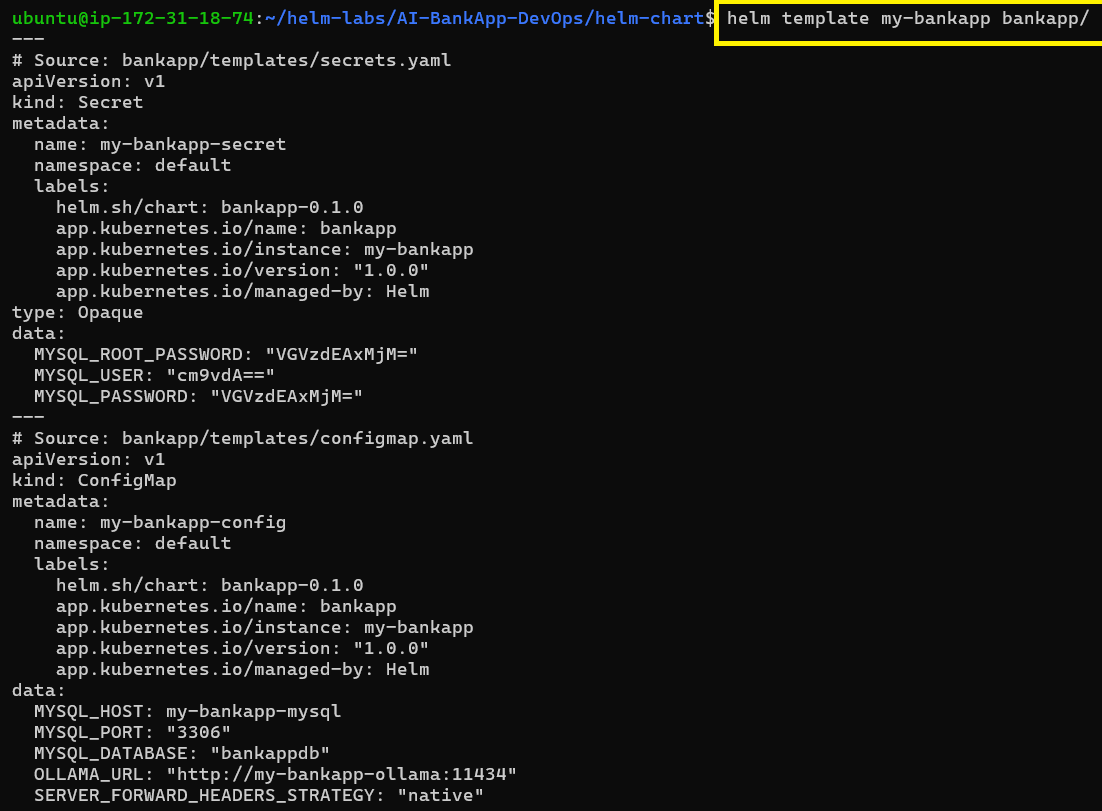 ubuntu@ip-172-31-18-74:~/helm-labs/AI-BankApp-DevOps/helm-chart$ helm template my-bankapp bankapp/
---
# Source: bankapp/templates/secrets.yaml
apiVersion: v1
kind: Secret
metadata:
  name: my-bankapp-secret
  namespace: default
  labels:
    helm.sh/chart: bankapp-0.1.0
    app.kubernetes.io/name: bankapp
    app.kubernetes.io/instance: my-bankapp
    app.kubernetes.io/version: "1.0.0"
    app.kubernetes.io/managed-by: Helm
type: Opaque
data:
  MYSQL_ROOT_PASSWORD: "VGVzdEAxMjM="
  MYSQL_USER: "cm9vdA=="
  MYSQL_PASSWORD: "VGVzdEAxMjM="
---
# Source: bankapp/templates/configmap.yaml
apiVersion: v1
kind: ConfigMap
metadata:
  name: my-bankapp-config
  namespace: default
  labels:
    helm.sh/chart: bankapp-0.1.0
    app.kubernetes.io/name: bankapp
    app.kubernetes.io/instance: my-bankapp
    app.kubernetes.io/version: "1.0.0"
    app.kubernetes.io/managed-by: Helm
data:
  MYSQL_HOST: my-bankapp-mysql
  MYSQL_PORT: "3306"
  MYSQL_DATABASE: "bankappdb"
  OLLAMA_URL: "http://my-bankapp-ollama:11434"
  SERVER_FORWARD_HEADERS_STRATEGY: "native"